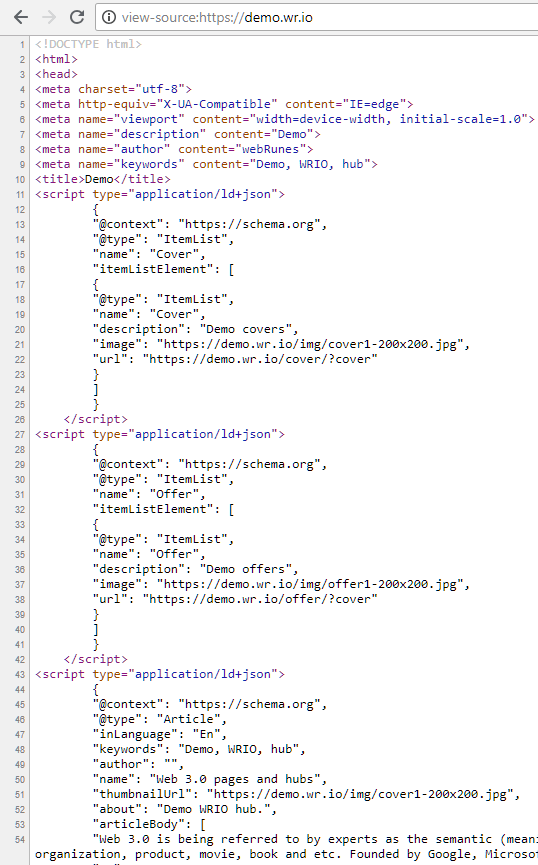 view-source:https://demo.wr.io
1 <!DOCTYPE html>
2 <html>
3 <head>
4 <meta charset="utf-8">
5 <meta http-equiv="X-UA-Compatible" content="IE=edge">
6 <meta name="viewport" content="width=device-width, initial-scale=1.0">
7 <meta name="description" content="Demo">
8 <meta name="author" content="webRunes">
9 <meta name="keywords" content="Demo, WRIO, hub">
10 <title>Demo</title>
11 <script type="application/ld+json">
12 {
13 "@context": "https://schema.org",
14 "@type": "ItemList",
15 "name": "Cover",
16 "itemListElement": [
17 {
18 "@type": "ItemList",
19 "name": "Cover",
20 "description": "Demo covers",
21 "image": "https://demo.wr.io/img/cover1-200x200.jpg",
22 "url": "https://demo.wr.io/cover/?cover"
23 }
24 ]
25 }
26 </script>
27 <script type="application/ld+json">
28 {
29 "@context": "https://schema.org",
30 "@type": "ItemList",
31 "name": "Offer",
32 "itemListElement": [
33 {
34 "@type": "ItemList",
35 "name": "Offer",
36 "description": "Demo offers",
37 "image": "https://demo.wr.io/img/offer1-200x200.jpg",
38 "url": "https://demo.wr.io/offer/?cover"
39 }
40 ]
41 }
42 </script>
43 <script type="application/ld+json">
44 {
45 "@context": "https://schema.org",
46 "@type": "Article",
47 "inLanguage": "En",
48 "keywords": "Demo, WRIO, hub",
49 "author": "",
50 "name": "Web 3.0 pages and hubs",
51 "thumbnailUrl": "https://demo.wr.io/img/cover1-200x200.jpg",
52 "about": "Demo WRIO hub.",
53 "articleBody": [
54 "Web 3.0 is being referred to by experts as the semantic (meani
organization, product, movie, book and etc. Founded by Google, Microso